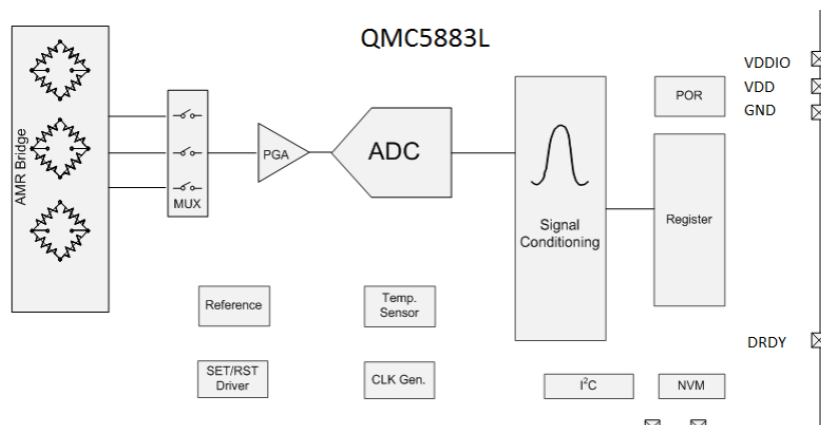 QMC5883L
VDDIO
VDD
GND
POR
AMR Bridge
MUX
PGA
ADC
Signal
Conditioning
Register
Reference
Temp.
Sensor
DRDY
SET/RST
Driver
CLK Gen.
I²C
NVM